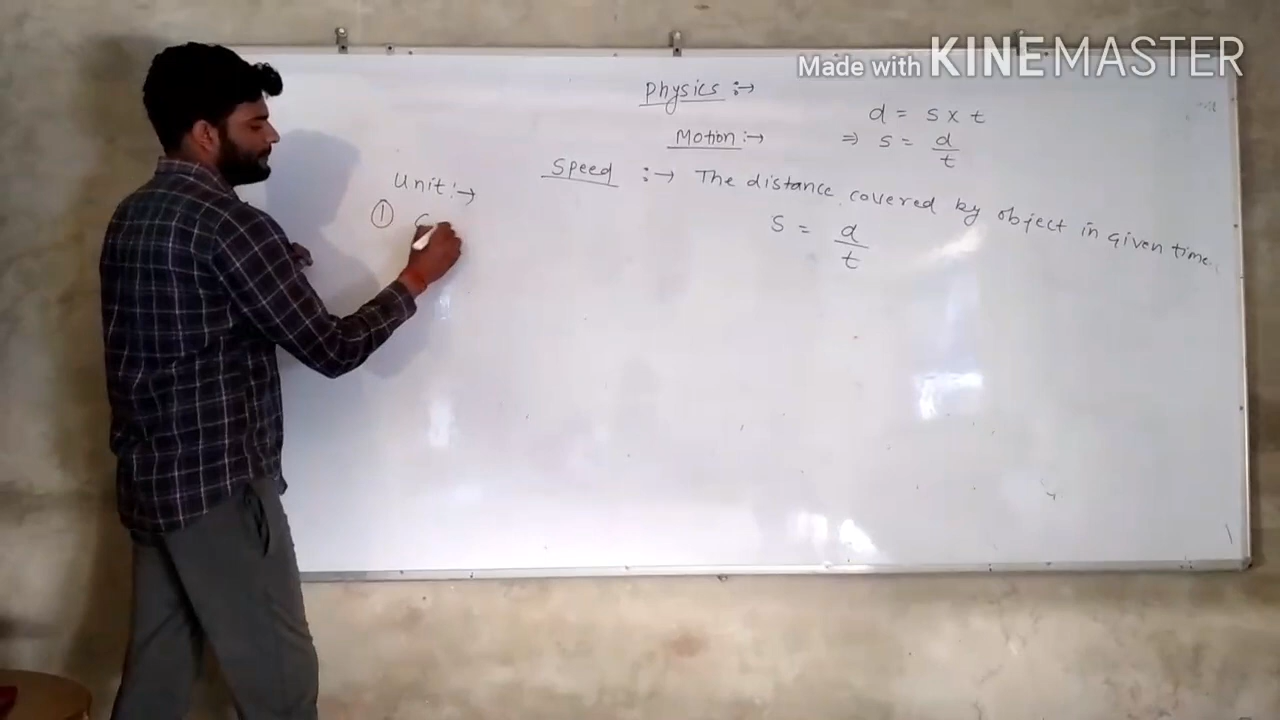 Made with KINEMASTER
Physics :→
d = s x t
Motion :→
⇒ s = d/t
Unit :→
Speed :→ The distance covered by object in given time.
① C
s = d/t